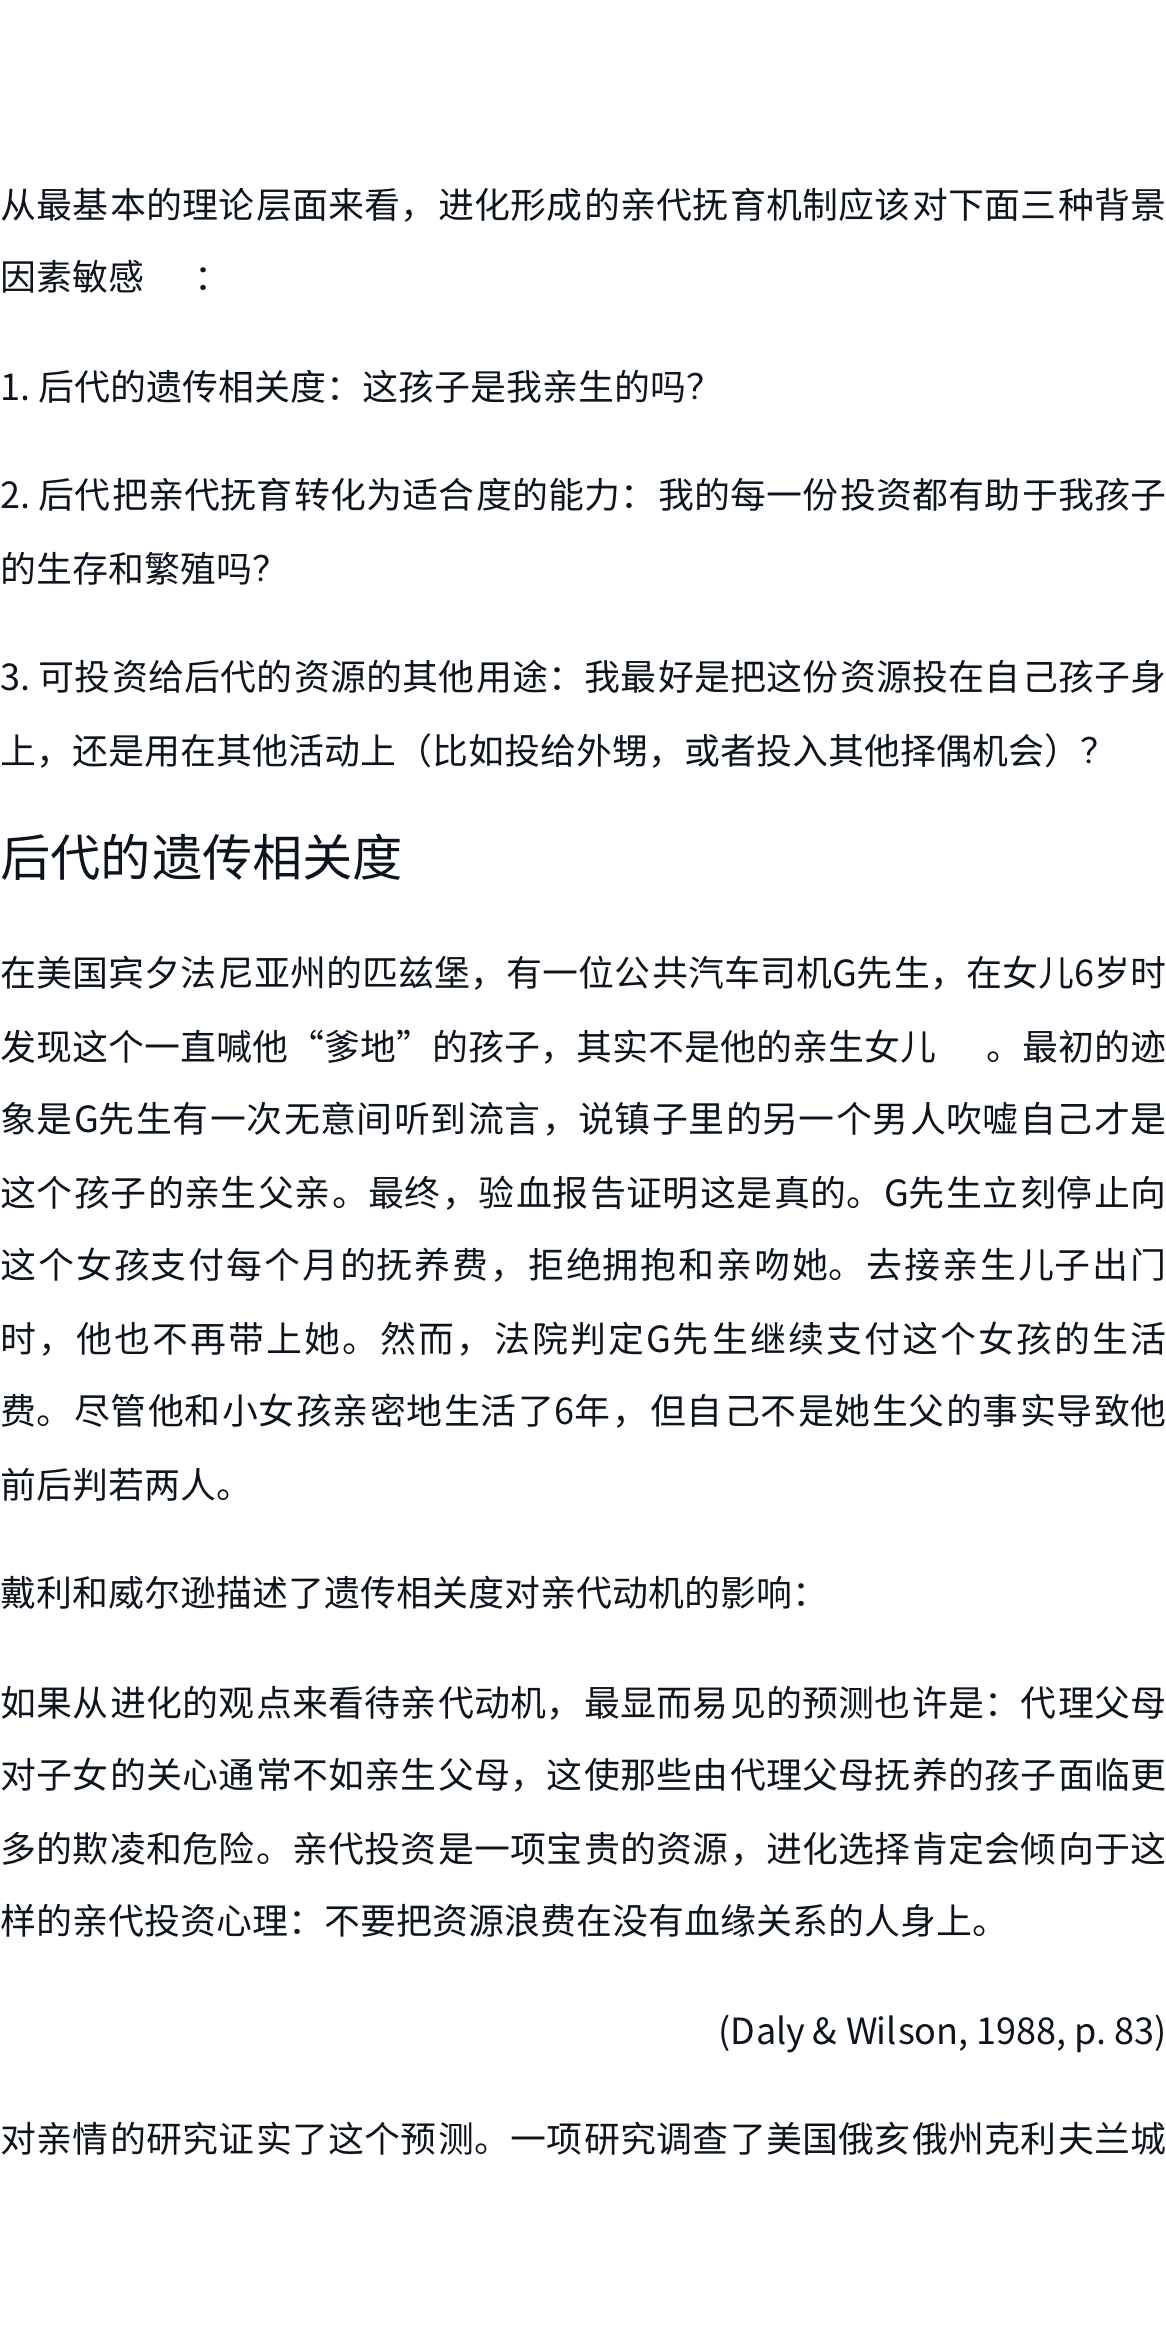 从最基本的理论层面来看，进化形成的亲代抚育机制应该对下面三种背景
因素敏感　：
1. 后代的遗传相关度：这孩子是我亲生的吗？
2. 后代把亲代抚育转化为适合度的能力：我的每一份投资都有助于我孩子
的生存和繁殖吗？
3. 可投资给后代的资源的其他用途：我最好是把这份资源投在自己孩子身
上，还是用在其他活动上（比如投给外甥，或者投入其他择偶机会）？
后代的遗传相关度
在美国宾夕法尼亚州的匹兹堡，有一位公共汽车司机G先生，在女儿6岁时
发现这个一直喊他“爹地”的孩子，其实不是他的亲生女儿　。最初的迹
象是G先生有一次无意间听到流言，说镇子里的另一个男人吹嘘自己才是
这个孩子的亲生父亲。最终，验血报告证明这是真的。G先生立刻停止向
这个女孩支付每个月的抚养费，拒绝拥抱和亲吻她。去接亲生儿子出门
时，他也不再带上她。然而，法院判定G先生继续支付这个女孩的生活
费。尽管他和小女孩亲密地生活了6年，但自己不是她生父的事实导致他
前后判若两人。
戴利和威尔逊描述了遗传相关度对亲代动机的影响：
如果从进化的观点来看待亲代动机，最显而易见的预测也许是：代理父母
对子女的关心通常不如亲生父母，这使那些由代理父母抚养的孩子面临更
多的欺凌和危险。亲代投资是一项宝贵的资源，进化选择肯定会倾向于这
样的亲代投资心理：不要把资源浪费在没有血缘关系的人身上。
(Daly & Wilson, 1988, p. 83)
对亲情的研究证实了这个预测。一项研究调查了美国俄亥俄州克利夫兰城